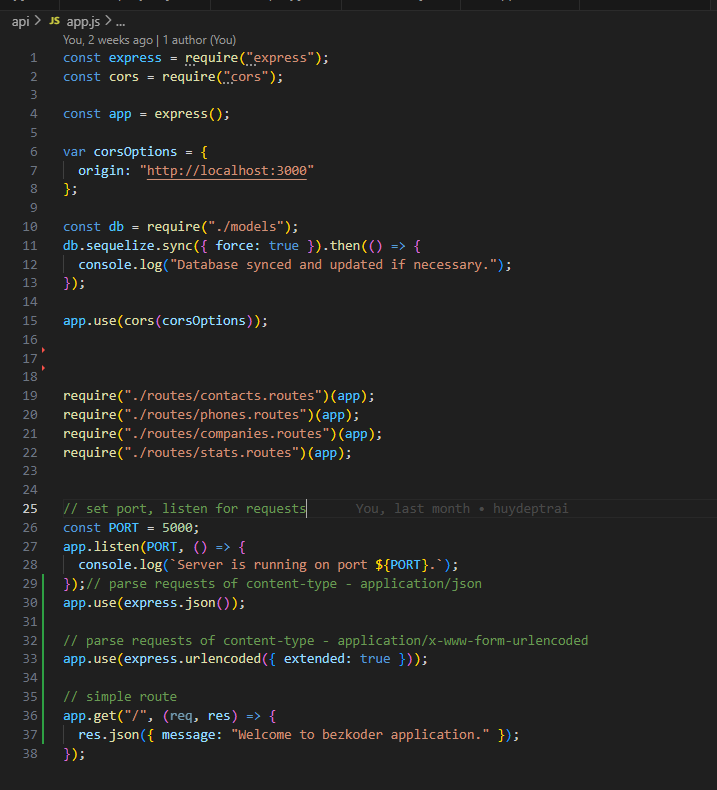 api > JS app.js > ...
You, 2 weeks ago | 1 author (You)
1 const express = require("express");
2 const cors = require("cors");
3
4 const app = express();
5
6 var corsOptions = {
7 origin: "http://localhost:3000"
8 };
9
10 const db = require("./models");
11 db.sequelize.sync({ force: true }).then(() => {
12 console.log("Database synced and updated if necessary.");
13 });
14
15 app.use(cors(corsOptions));
16
17
18
19 require("./routes/contacts.routes")(app);
20 require("./routes/phones.routes")(app);
21 require("./routes/companies.routes")(app);
22 require("./routes/stats.routes")(app);
23
24
25 // set port, listen for requests You, last month • huydeptrai
26 const PORT = 5000;
27 app.listen(PORT, () => {
28 console.log(`Server is running on port ${PORT}.`);
29 });// parse requests of content-type - application/json
30 app.use(express.json());
31
32 // parse requests of content-type - application/x-www-form-urlencoded
33 app.use(express.urlencoded({ extended: true }));
34
35 // simple route
36 app.get("/", (req, res) => {
37 res.json({ message: "Welcome to bezkoder application." });
38 });